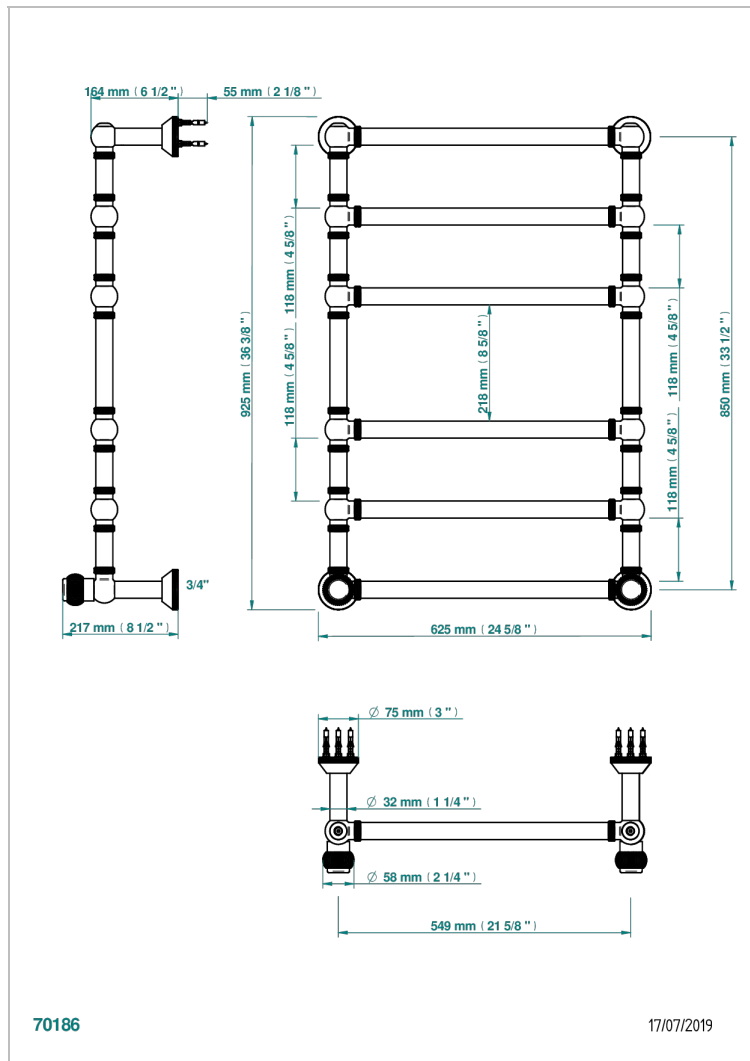 164 mm ( 6 1/2 " )
55 mm ( 2 1/8" )
118 mm ( 4 5/8" )
118 mm ( 4 5/8" )
925 mm ( 36 3/8" )
218 mm ( 8 5/8" )
118 mm ( 4 5/8" )
118 mm ( 4 5/8" )
850 mm ( 33 1/2" )
3/4"
217 mm ( 8 1/2 " )
625 mm ( 24 5/8" )
∅ 75 mm ( 3 " )
∅ 32 mm ( 1 1/4" )
∅ 58 mm ( 2 1/4" )
549 mm ( 21 5/8" )
70186
17/07/2019